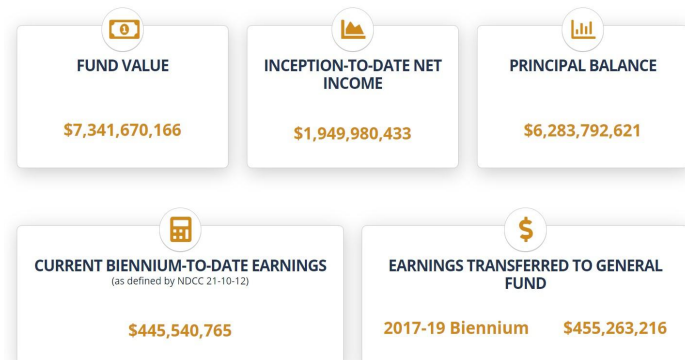 FUND VALUE
$7,341,670,166
INCEPTION-TO-DATE NET
INCOME
$1,949,980,433
PRINCIPAL BALANCE
$6,283,792,621
CURRENT BIENNIUM-TO-DATE EARNINGS
(as defined by NDCC 21-10-12)
$445,540,765
EARNINGS TRANSFERRED TO GENERAL
FUND
2017-19 Biennium $455,263,216